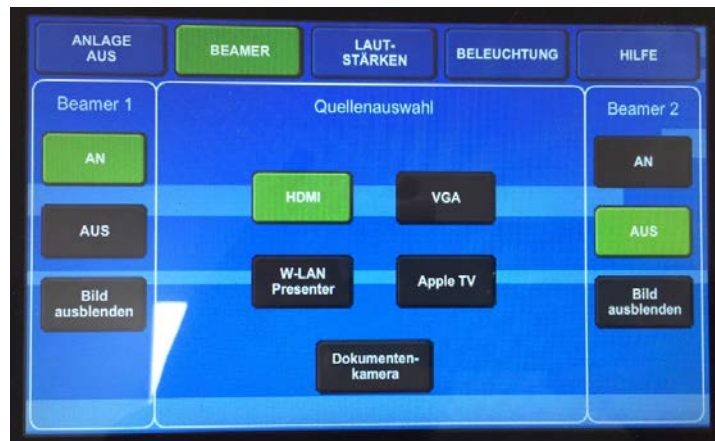 ANLAGE
AUS
BEAMER
LAUT-
STÄRKEN
BELEUCHTUNG
HILFE
Beamer 1
AN
AUS
Bild
ausblenden
Quellenauswahl
HDMI
VGA
W-LAN
Presenter
Apple TV
Dokumenten-
kamera
Beamer 2
AN
AUS
Bild
ausblenden